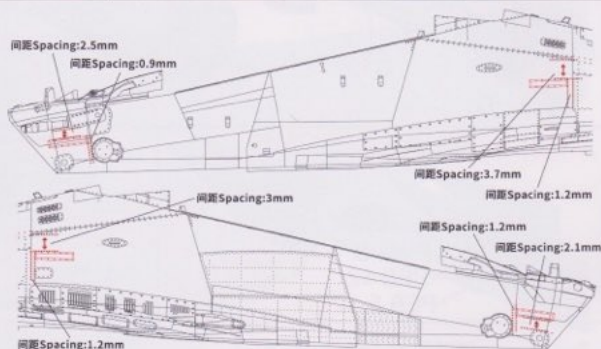 间距Spacing:2.5mm
间距Spacing:0.9mm
间距Spacing:3.7mm
间距Spacing:1.2mm
间距Spacing:3mm
间距Spacing:1.2mm
间距Spacing:2.1mm
间距Spacing:1.2mm